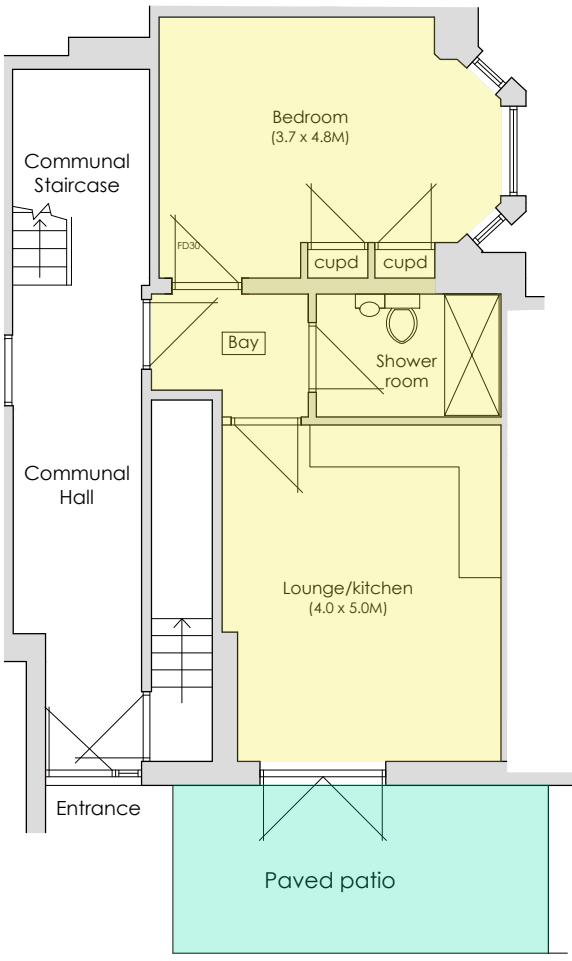 Bedroom
(3.7 x 4.8M)
Communal
Staircase
FD30
cupd
cupd
Bay
Shower
room
Communal
Hall
Lounge/kitchen
(4.0 x 5.0M)
Entrance
Paved patio